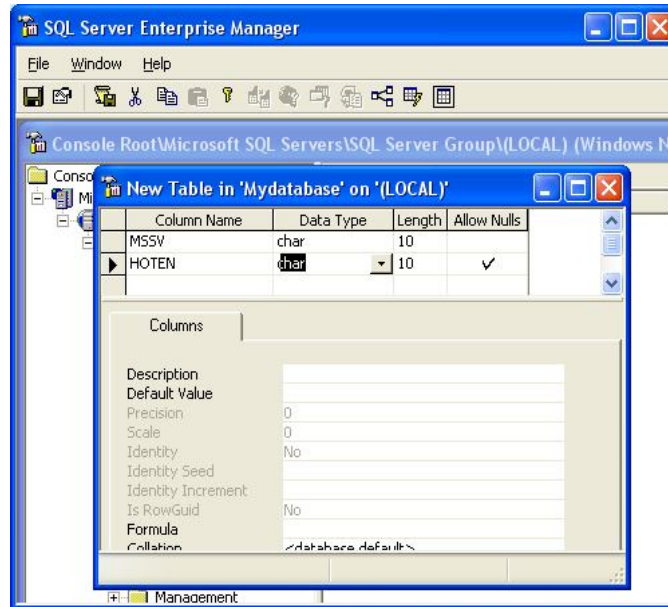 SQL Server Enterprise Manager
File Window Help
Console Root\Microsoft SQL Servers\SQL Server Group\(LOCAL) (Windows N
New Table in 'Mydatabase' on '(LOCAL)'
Column Name Data Type Length Allow Nulls
MSSV char 10
HOTEN char 10
Columns
Description
Default Value
Precision 0
Scale 0
Identity No
Identity Seed
Identity Increment
Is RowGuid No
Formula
Collation <database default>
Management